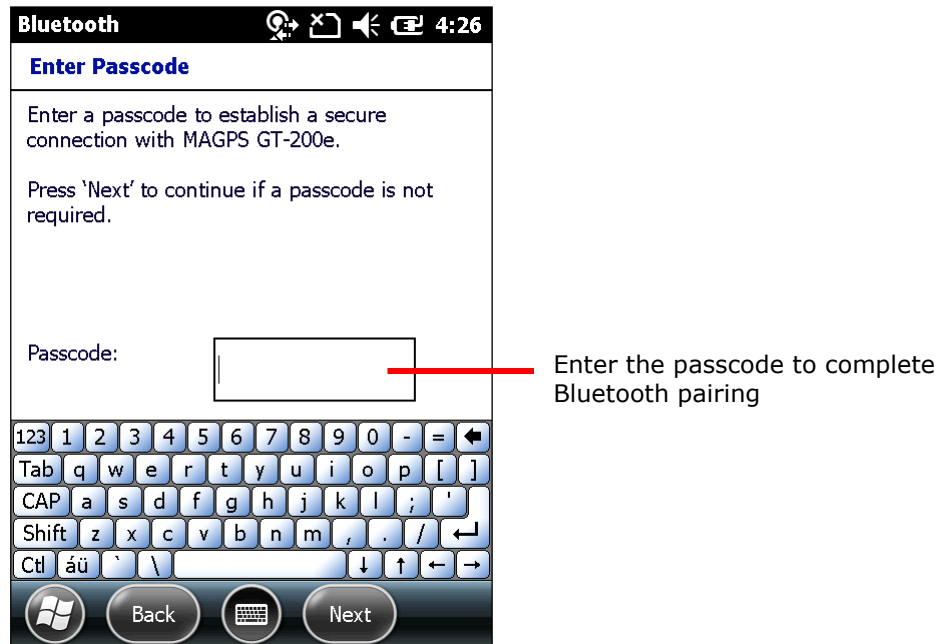 Bluetooth 4:26
Enter Passcode
Enter a passcode to establish a secure
connection with MAGPS GT-200e.
Press ‘Next’ to continue if a passcode is not
required.
Passcode:
Enter the passcode to complete
Bluetooth pairing
123 1 2 3 4 5 6 7 8 9 0 - =
Tab q w e r t y u i o p [ ]
CAP a s d f g h j k l ; '
Shift z x c v b n m , . /
Ctl áü ` \ ↓ ↑ ← →
Back Next